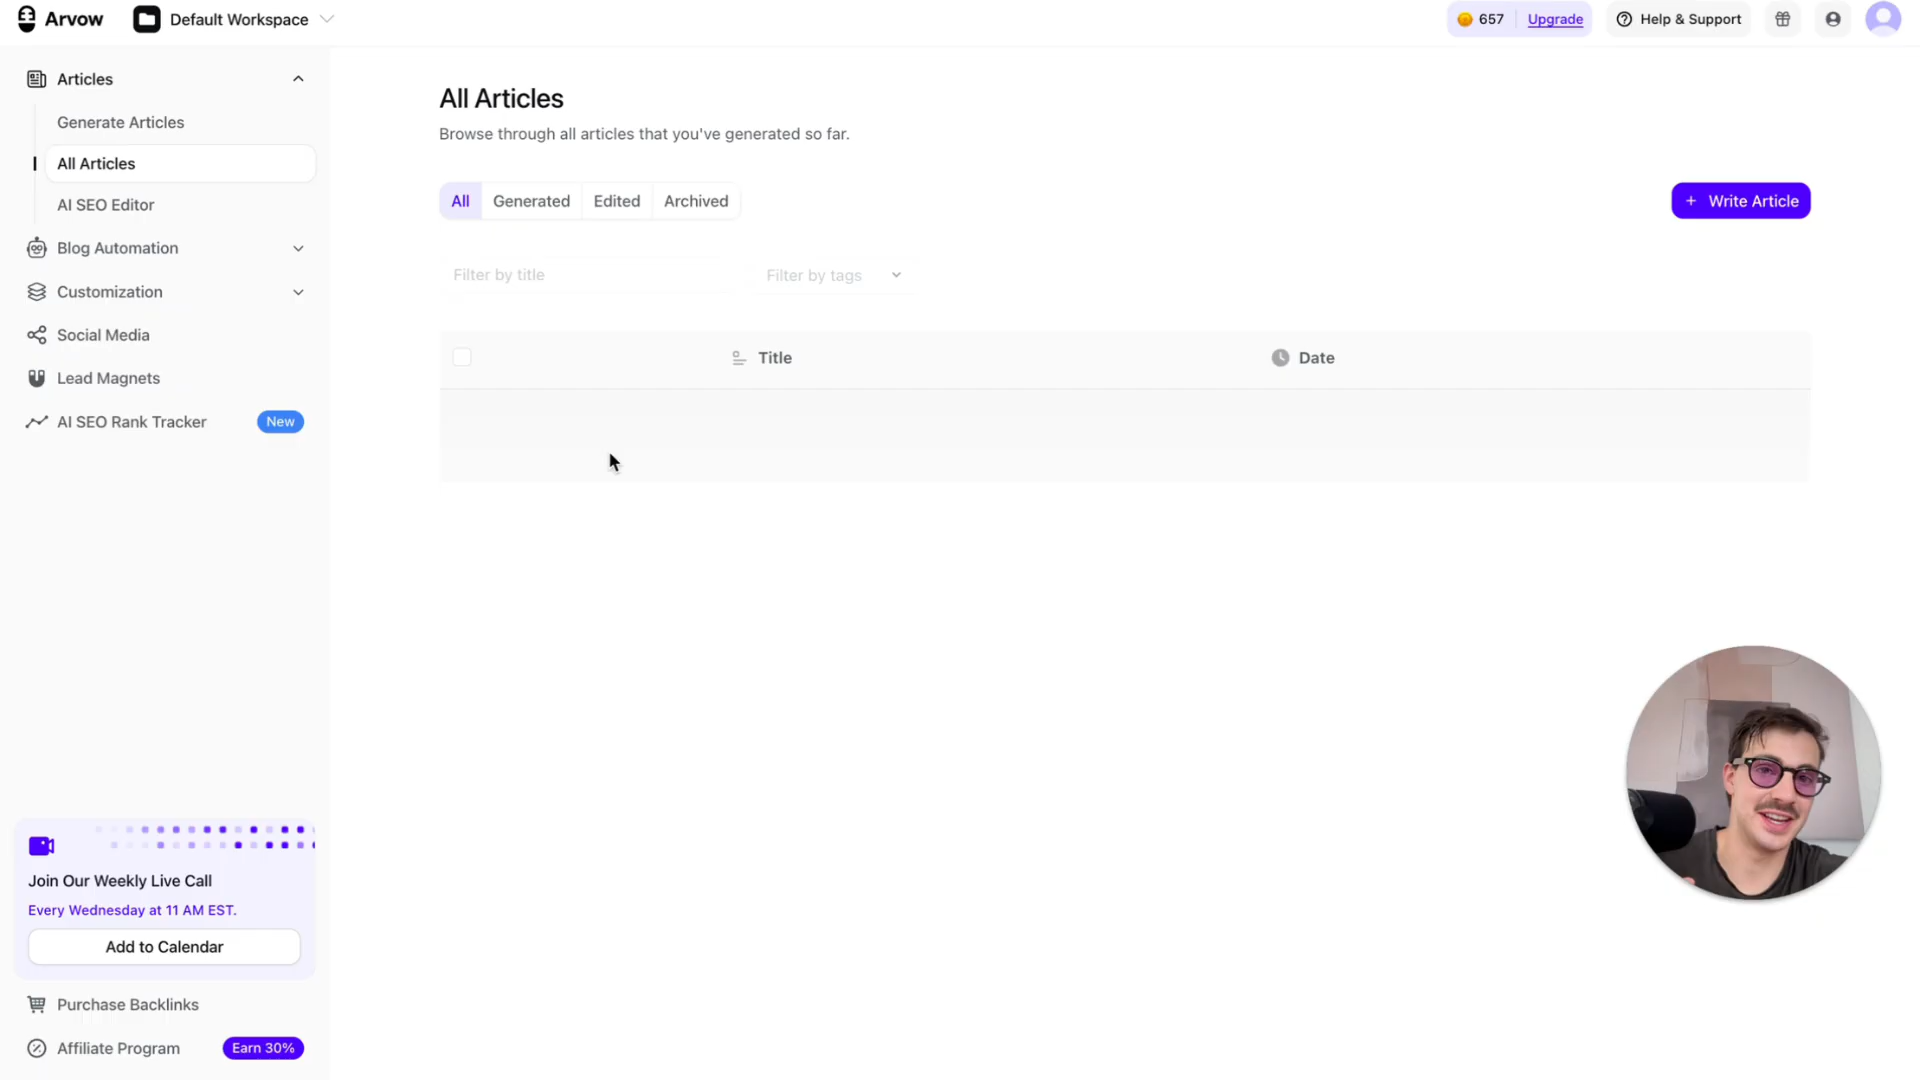 Arvow
Default Workspace
657
Upgrade
Help & Support
Articles
Generate Articles
All Articles
AI SEO Editor
Blog Automation
Customization
Social Media
Lead Magnets
AI SEO Rank Tracker
New
All Articles
Browse through all articles that you've generated so far.
All
Generated
Edited
Archived
+ Write Article
Filter by title
Filter by tags
Title
Date
Join Our Weekly Live Call
Every Wednesday at 11 AM EST.
Add to Calendar
Purchase Backlinks
Affiliate Program
Earn 30%